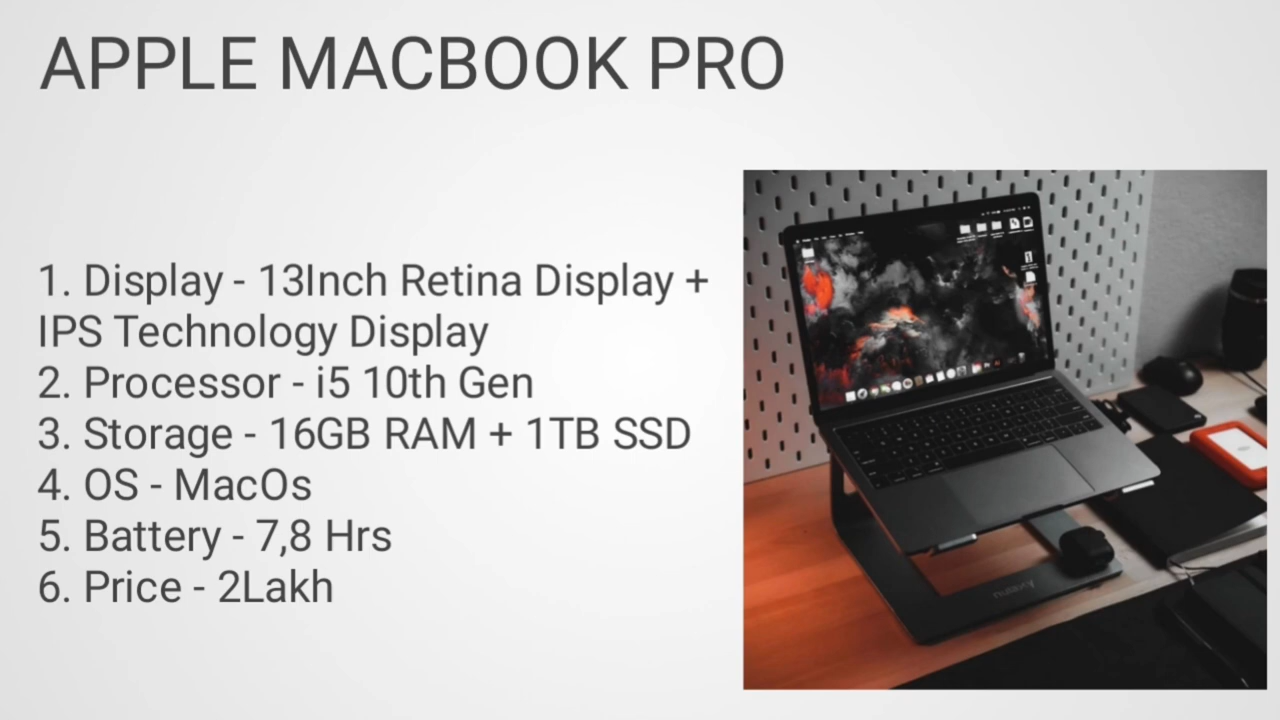 APPLE MACBOOK PRO
1. Display - 13Inch Retina Display +
IPS Technology Display
2. Processor - i5 10th Gen
3. Storage - 16GB RAM + 1TB SSD
4. OS - MacOs
5. Battery - 7,8 Hrs
6. Price - 2Lakh